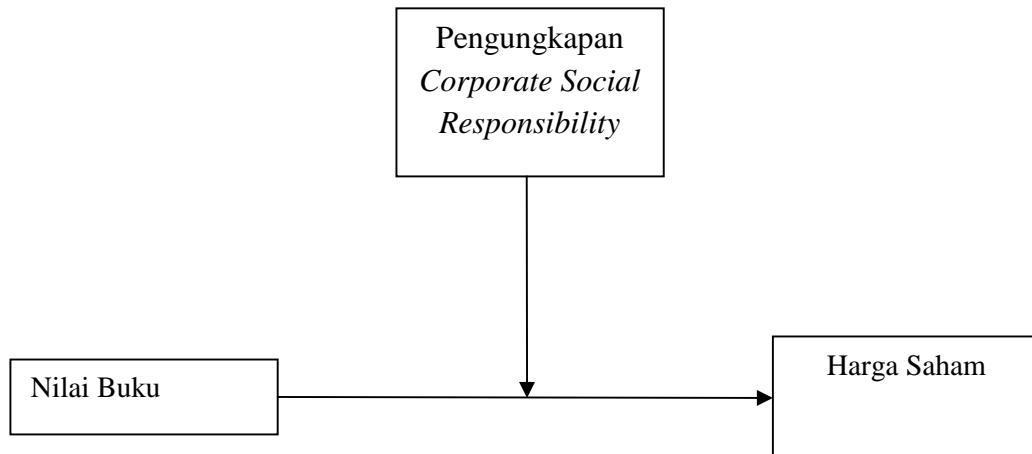 Pengungkapan
Corporate Social
Responsibility
Nilai Buku
Harga Saham